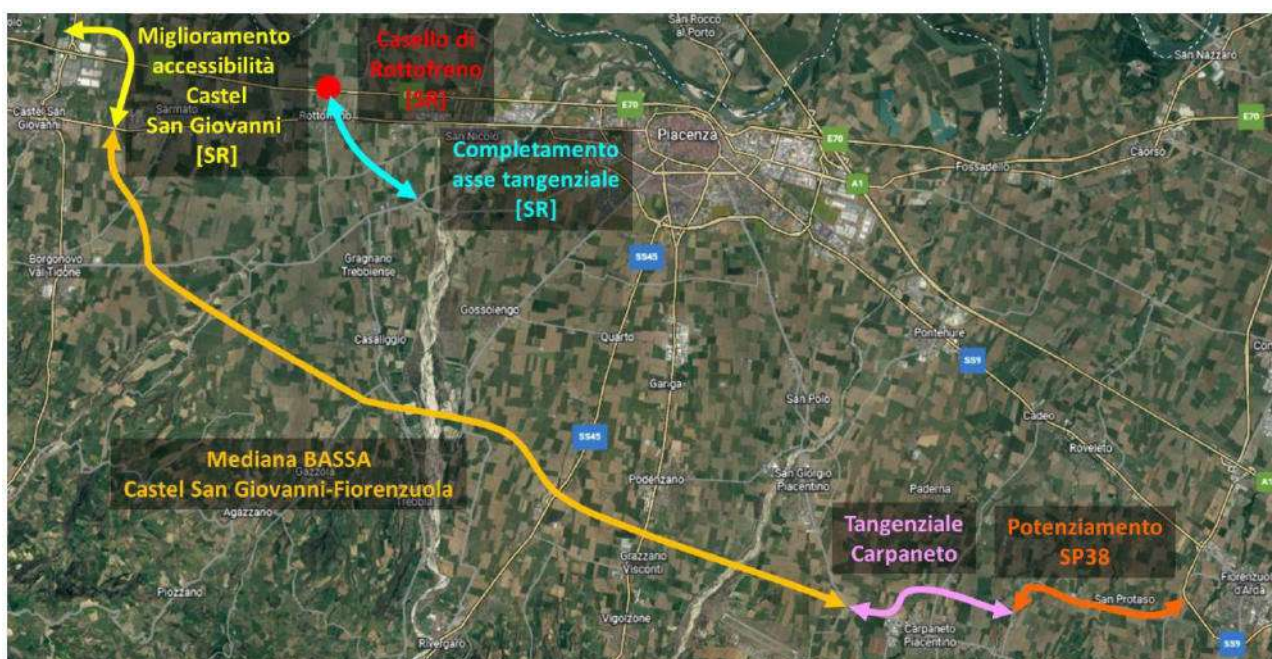 Miglioramento
accessibilità
Castel
San Giovanni
[SR]
Casello di
Rottofreno
[SR]
Completamento
asse tangenziale
[SR]
Mediana BASSA
Castel San Giovanni-Fiorenzuola
Tangenziale
Carpaneto
Potenziamento
SP38
San Rocco
al Porto
San Nazzaro
Castel San
Giovanni
Sarmato
San Nicolò
E70
Piacenza
E70
E70
Caorso
Fossadello
A1
Borgonovo
Val Tidone
Gragnano
Trebbiense
SS45
Gossolengo
Casaliggio
Quarto
Pontenure
SS9
Gariga
San Polo
Cadeo
Roveleto
SS45
Gazzola
Agazzano
Podenzano
San Giorgio
Piacentino
Paderna
A1
Grazzano
Visconti
Piozzano
Vigolzone
Rivergaro
Carpaneto
Piacentino
San Protaso
Fiorenzuola
d'Arda
SS9